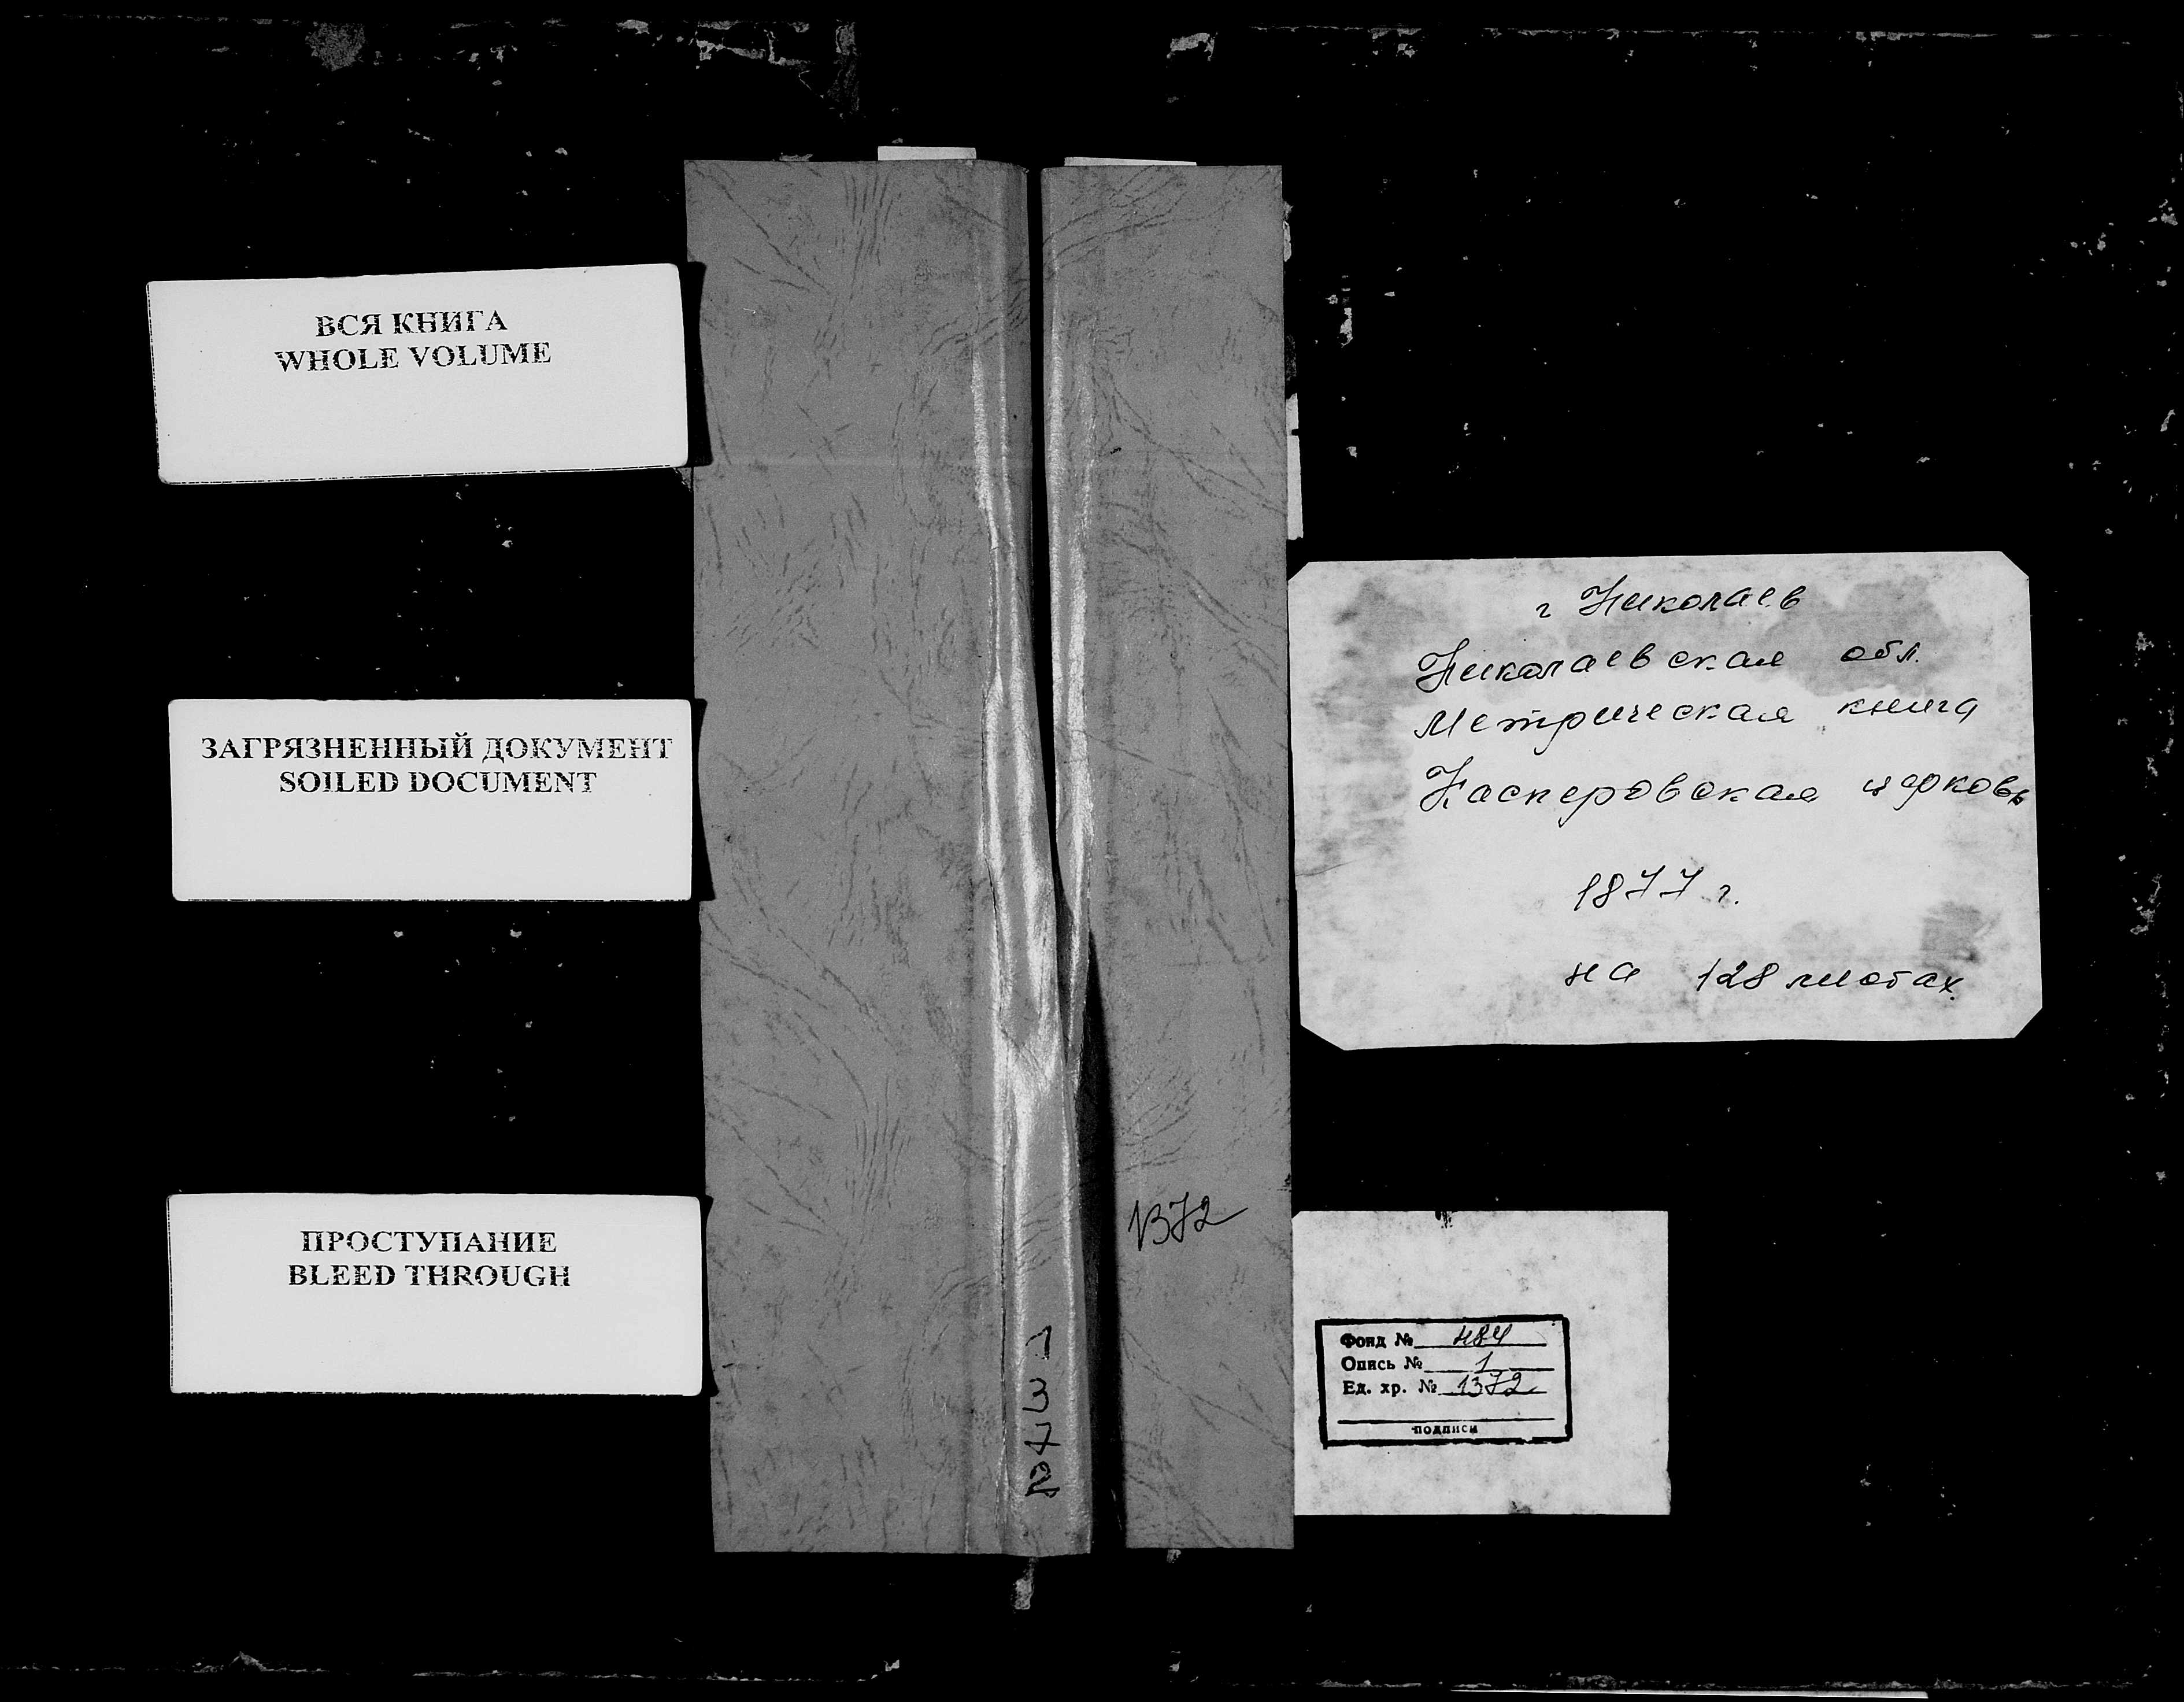 ВСЯ КНИГА
WHOLE VOLUME
ЗАГРЯЗНЕННЫЙ ДОКУМЕНТ
SOILED DOCUMENT
ПРОСТУПАНИЕ
BLEED THROUGH
1372
1372
г Николаев
Николаевская обл.
Метрическая книга
Касперовская церковь
1877 г.
на 128 листах.
Фонд № 484
Опись № 1
Ед. хр. № 1372
подписи